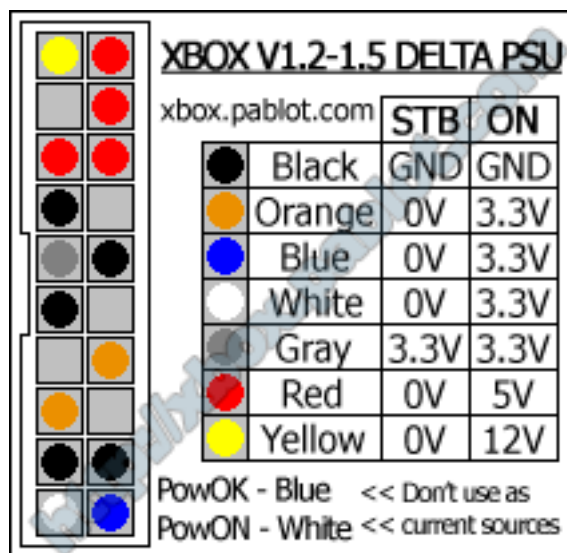 XBOX V1.2-1.5 DELTA PSU
xbox.pablot.com
STB ON
Black GND GND
Orange 0V 3.3V
Blue 0V 3.3V
White 0V 3.3V
Gray 3.3V 3.3V
Red 0V 5V
Yellow 0V 12V
PowOK - Blue << Don't use as
PowON - White << current sources